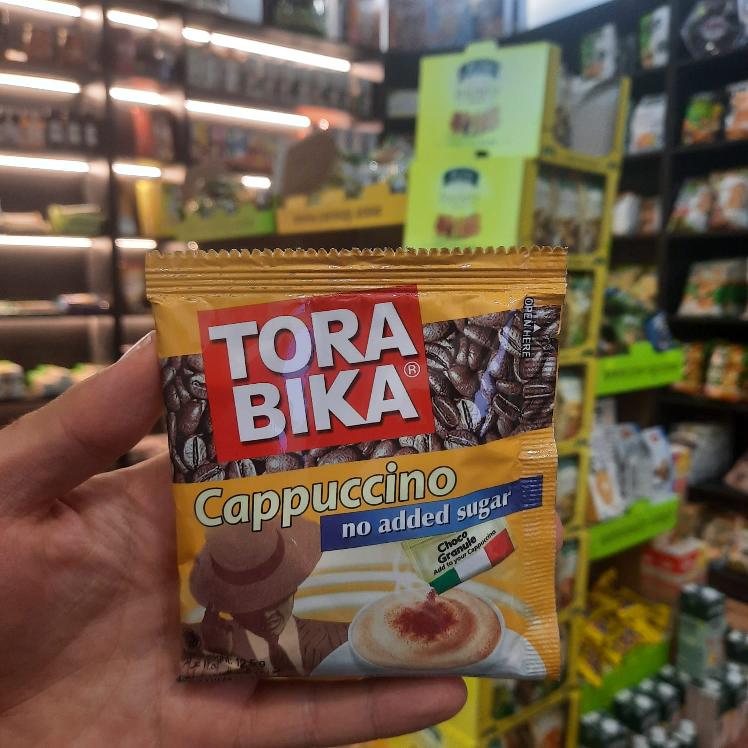 TORA
BIKA®
OPEN HERE
Cappuccino
no added sugar
Choco
Granule
Add to your Cappuccino